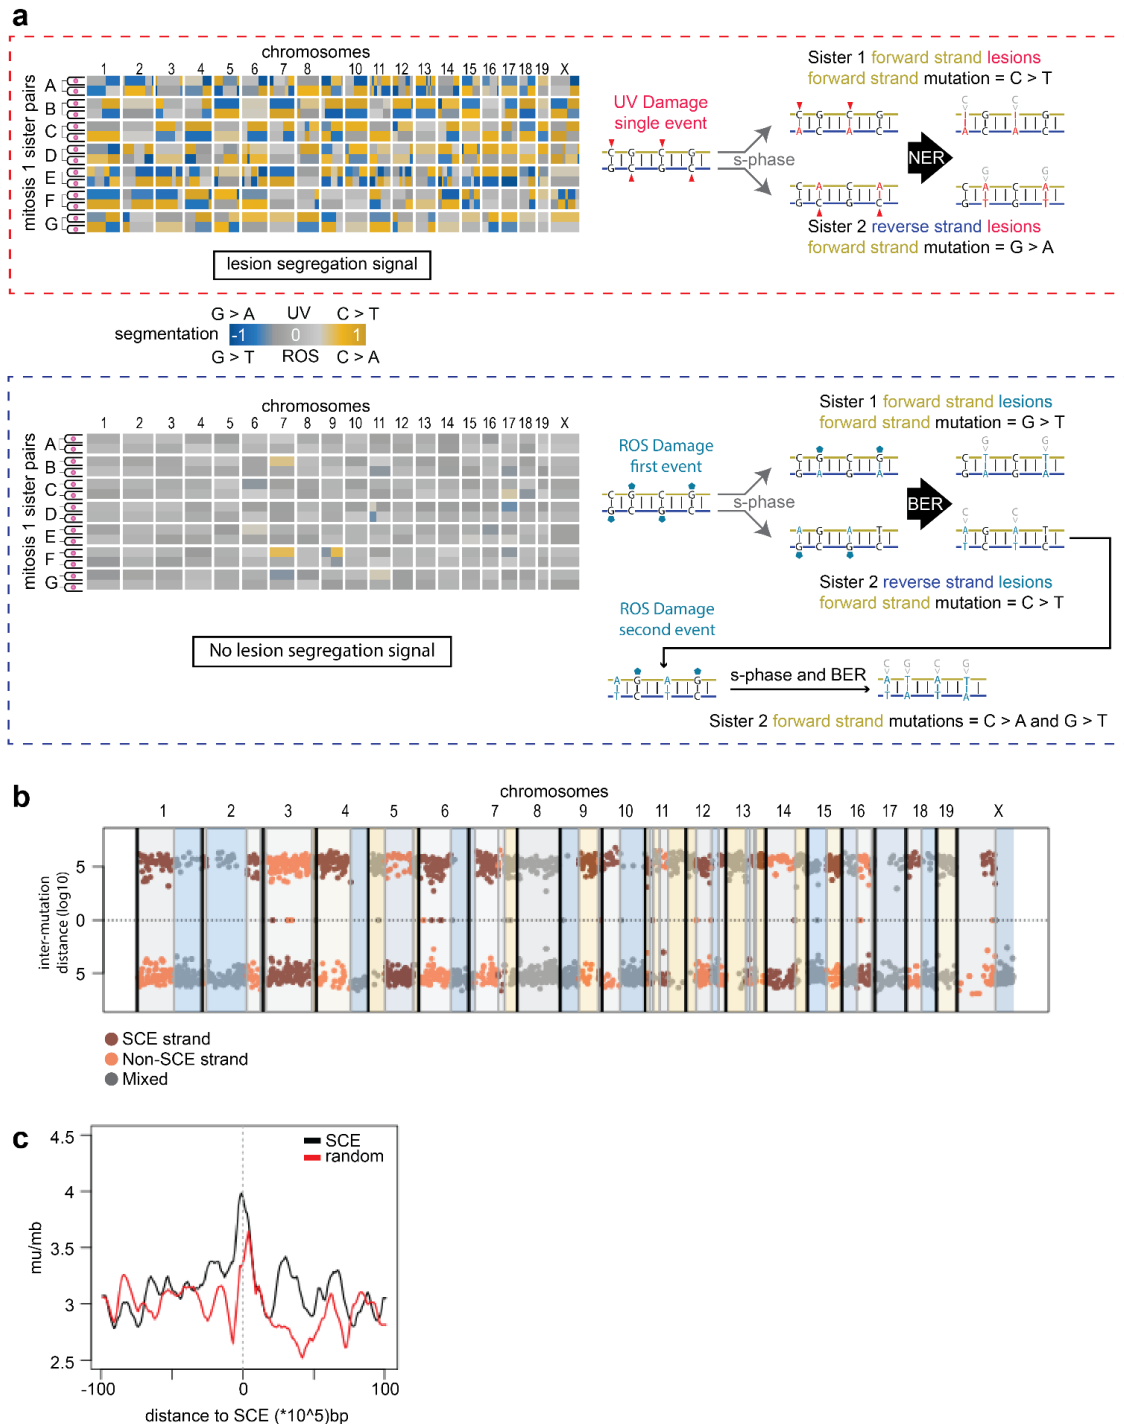 a
chromosomes
1 2 3 4 5 6 7 8 9 10 11 12 13 14 15 16 17 18 19 X
mitosis 1 sister pairs
A
B
C
D
E
F
G
lesion segregation signal
UV Damage
single event
C G C G
G C G C
s-phase
Sister 1 forward strand lesions
forward strand mutation = C > T
C G C G
A C A C
NER
C C
T G T G
A C A C
C A C A
G C G C
G G
C A C A
G T G T
Sister 2 reverse strand lesions
forward strand mutation = G > A
G > A UV C > T
segmentation -1 0 1
G > T ROS C > A
chromosomes
1 2 3 4 5 6 7 8 9 10 11 12 13 14 15 16 17 18 19 X
mitosis 1 sister pairs
A
B
C
D
E
F
G
No lesion segregation signal
ROS Damage
first event
C G C G
G C G C
s-phase
Sister 1 forward strand lesions
forward strand mutation = G > T
C G C G
G A G A
BER
G G
C T C T
G A G A
A G A T
G C G C
C C
A G A T
T C T C
Sister 2 reverse strand lesions
forward strand mutation = C > T
ROS Damage
second event
A G A G
T C T C
s-phase and BER
C G C G
A T A T
T A T A
Sister 2 forward strand mutations = C > A and G > T
b
chromosomes
1 2 3 4 5 6 7 8 9 10 11 12 13 14 15 16 17 18 19 X
inter-mutation
distance (log10)
5
0
5
SCE strand
Non-SCE strand
Mixed
c
mu/mb
4.5
4
3.5
3
2.5
SCE
random
-100 0 100
distance to SCE (*10^5)bp